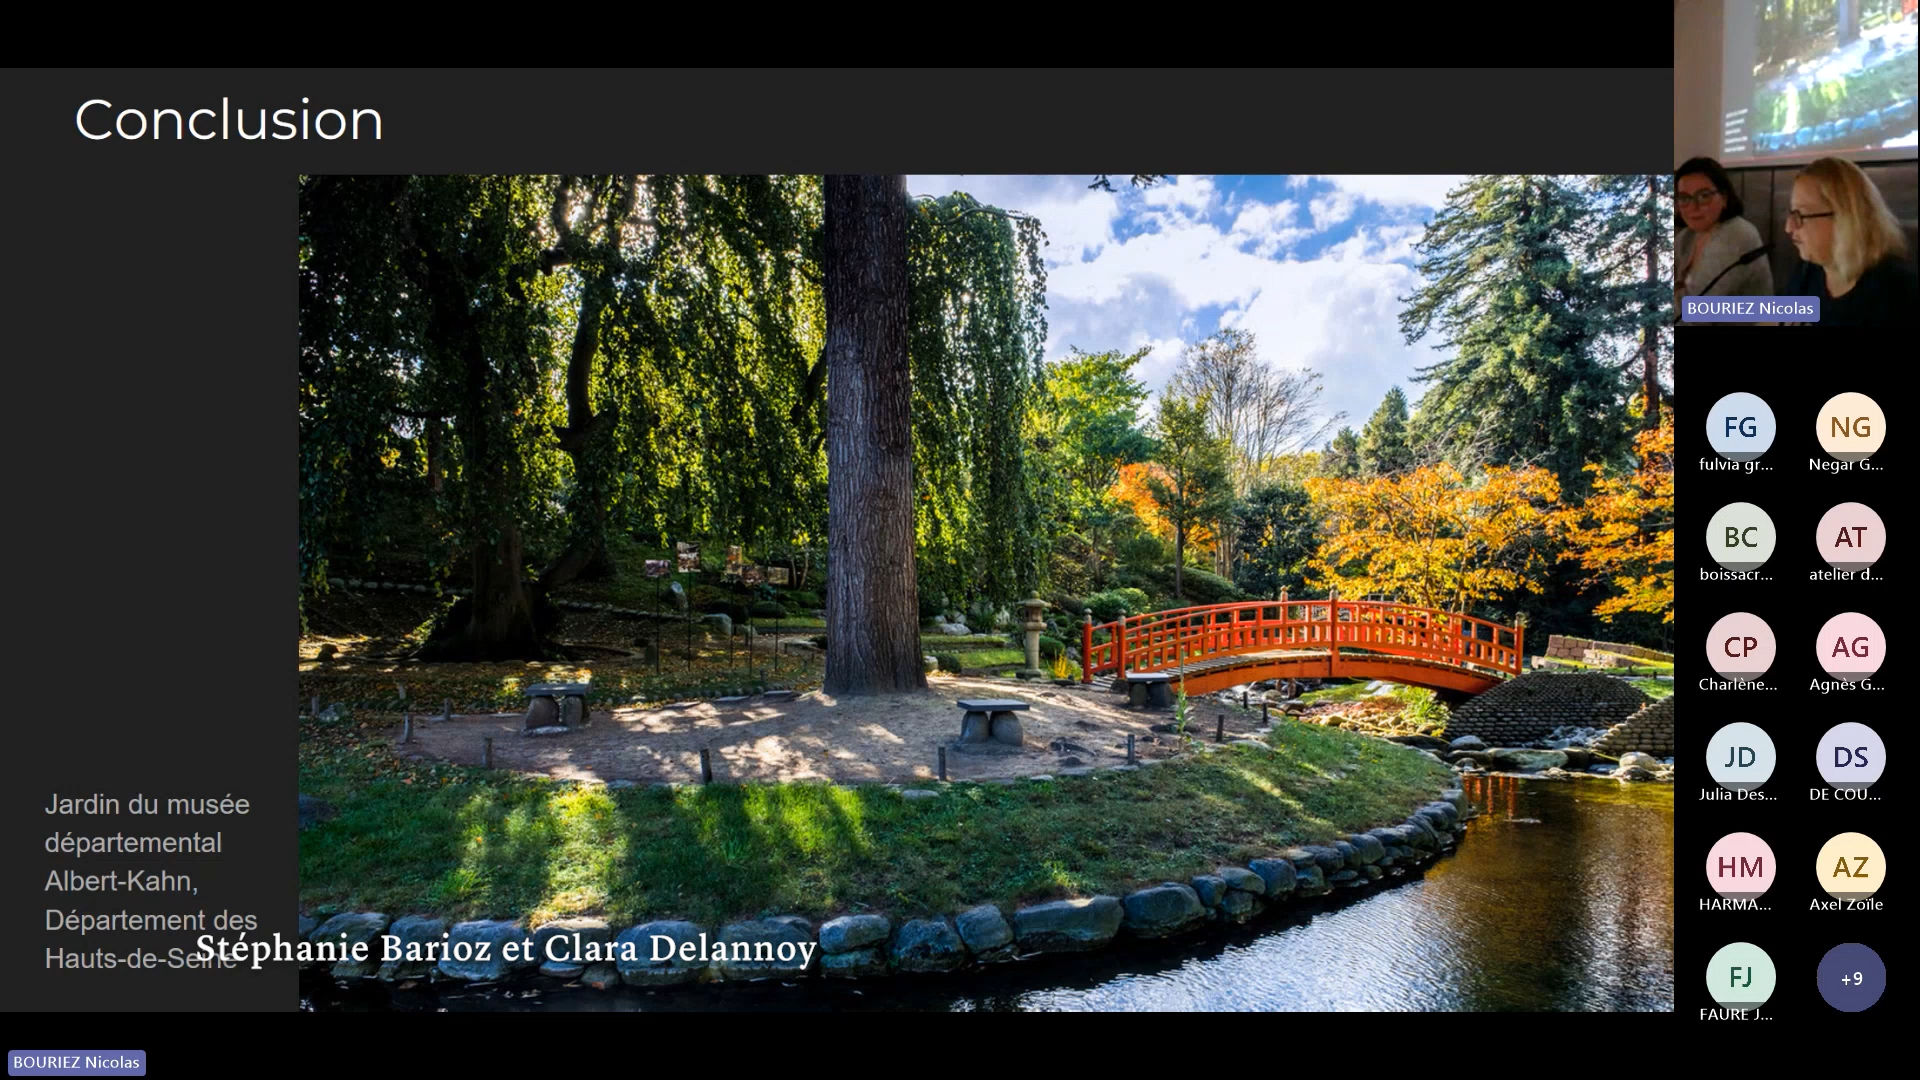 Conclusion
Jardin du musée
départemental
Albert-Kahn,
Département des
Hauts-de-Seine
Stéphanie Barioz et Clara Delannoy
BOURIEZ Nicolas
FG
fulvia gr...
NG
Negar G...
BC
boissacr...
AT
atelier d...
CP
Charlène...
AG
Agnès G...
JD
Julia Des...
DS
DE COU...
HM
HARMA...
AZ
Axel Zoïle
FJ
FAURE J...
+9
BOURIEZ Nicolas